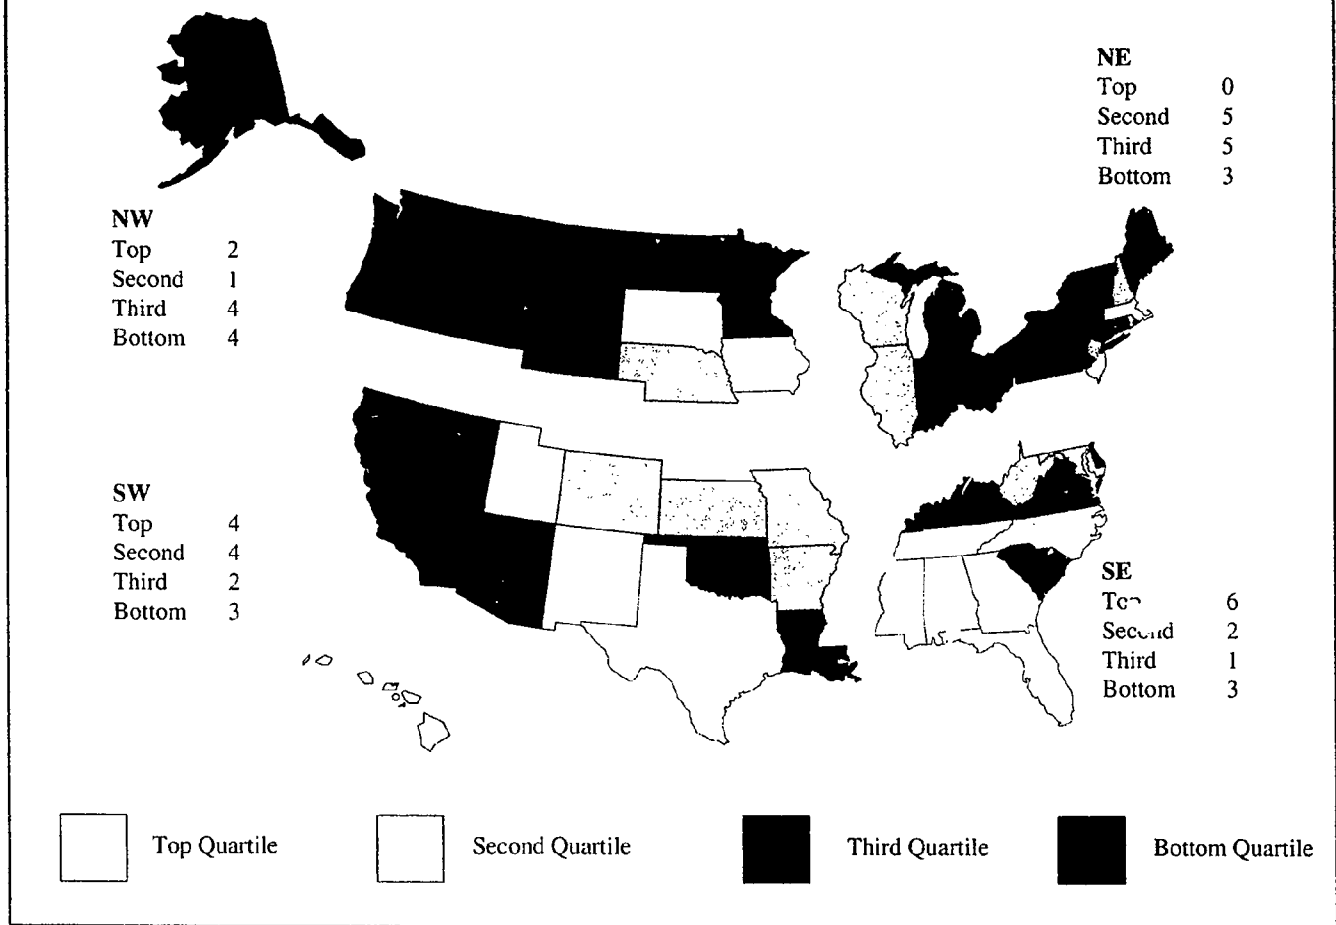 NE
Top 0
Second 5
Third 5
Bottom 3
NW
Top 2
Second 1
Third 4
Bottom 4
SW
Top 4
Second 4
Third 2
Bottom 3
SE
Top 6
Second 2
Third 1
Bottom 3
Top Quartile
Second Quartile
Third Quartile
Bottom Quartile